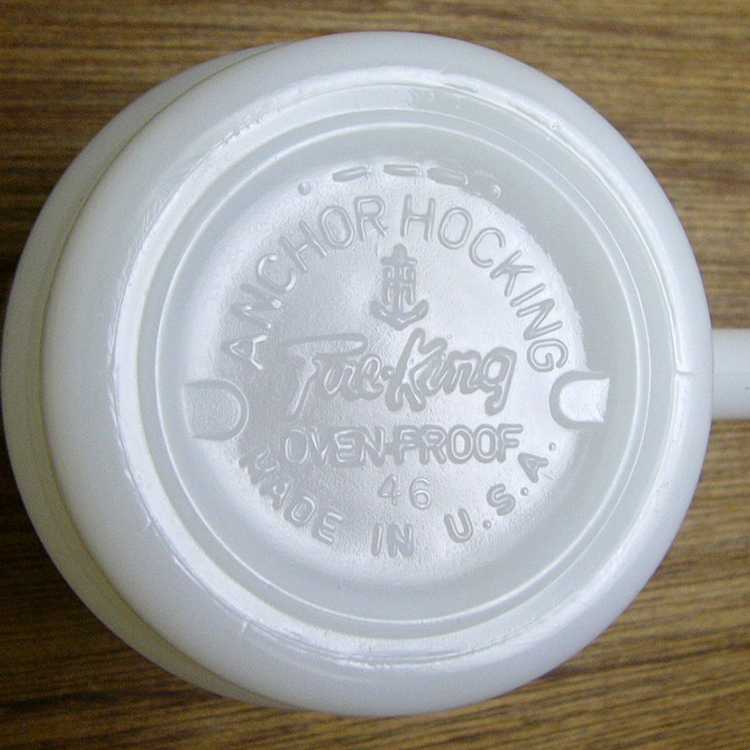 ANCHOR HOCKING
Fire-King
OVEN-PROOF
46
MADE IN U.S.A.